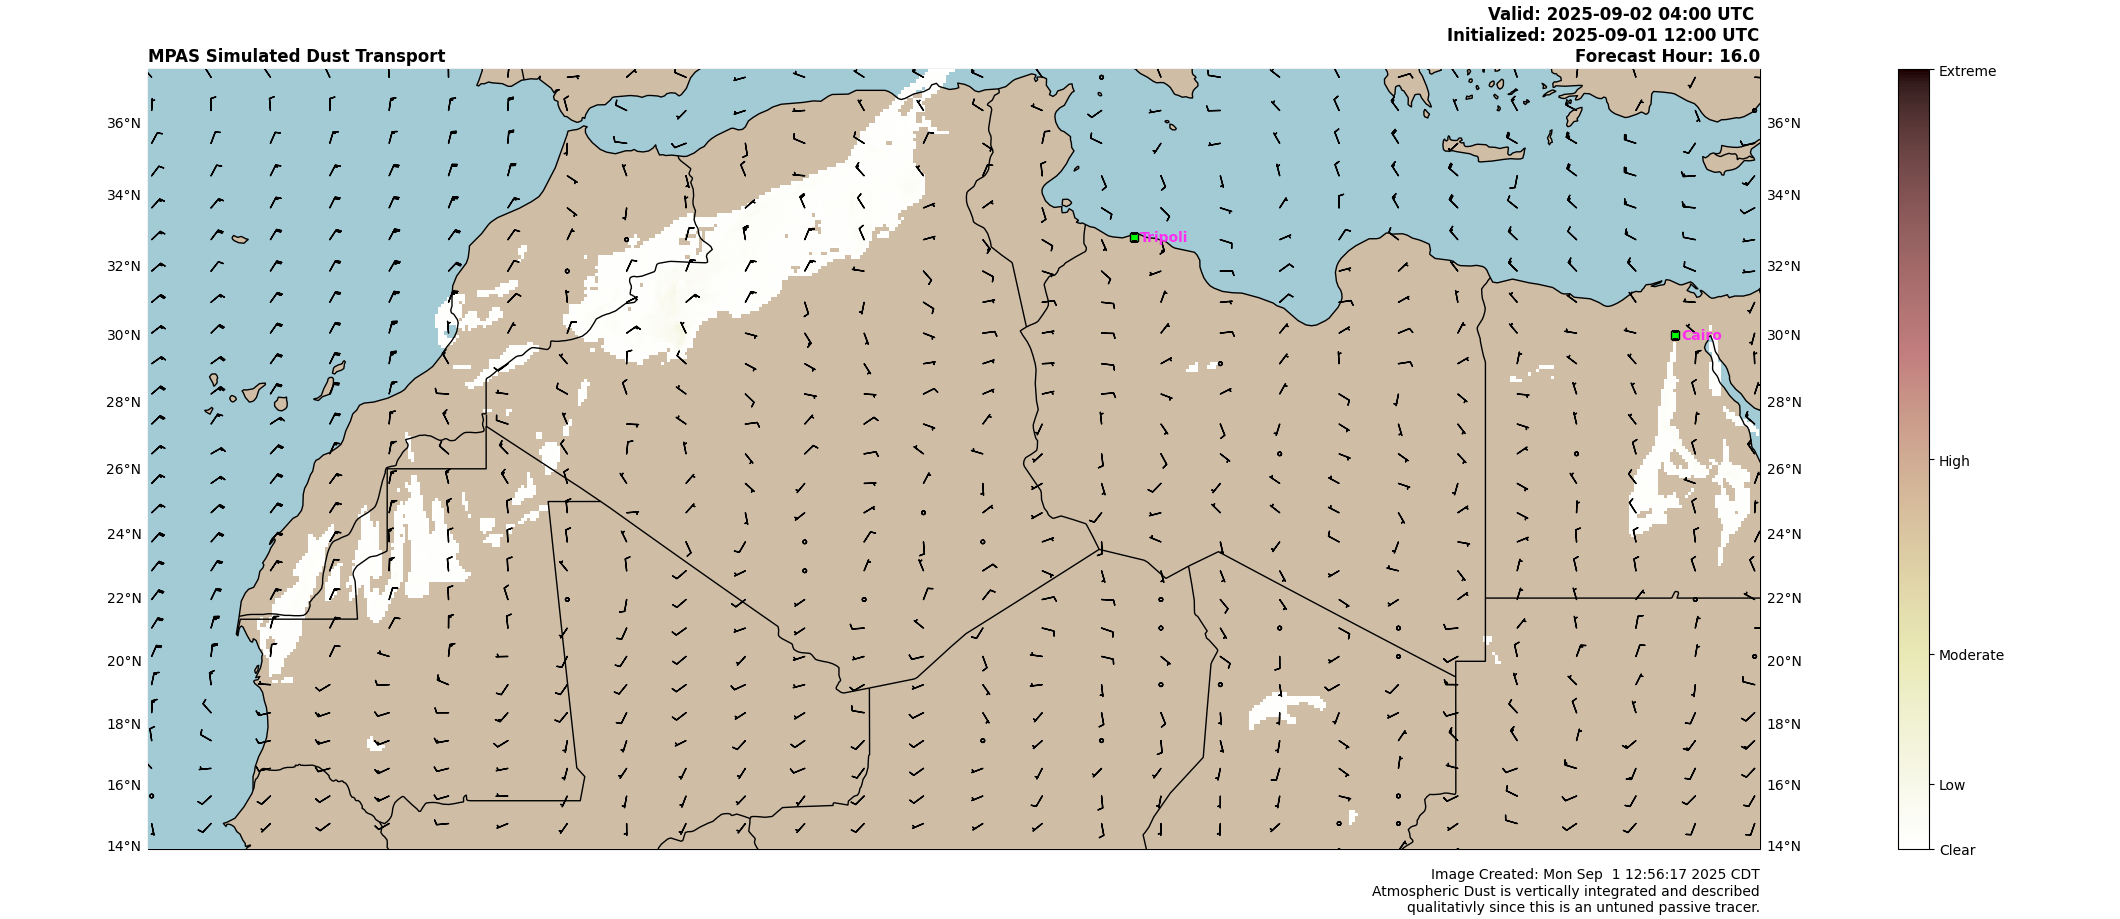 Valid: 2025-09-02 04:00 UTC
Initialized: 2025-09-01 12:00 UTC
MPAS Simulated Dust Transport
Forecast Hour: 16.0
Extreme
36°N
36°N
34°N
34°N
Tripoli
32°N
32°N
30°N
Cairo
30°N
28°N
28°N
26°N
26°N
High
24°N
24°N
22°N
22°N
20°N
20°N
Moderate
18°N
18°N
16°N
16°N
Low
14°N
14°N
Clear
Image Created: Mon Sep  1 12:56:17 2025 CDT
Atmospheric Dust is vertically integrated and described
qualitativly since this is an untuned passive tracer.